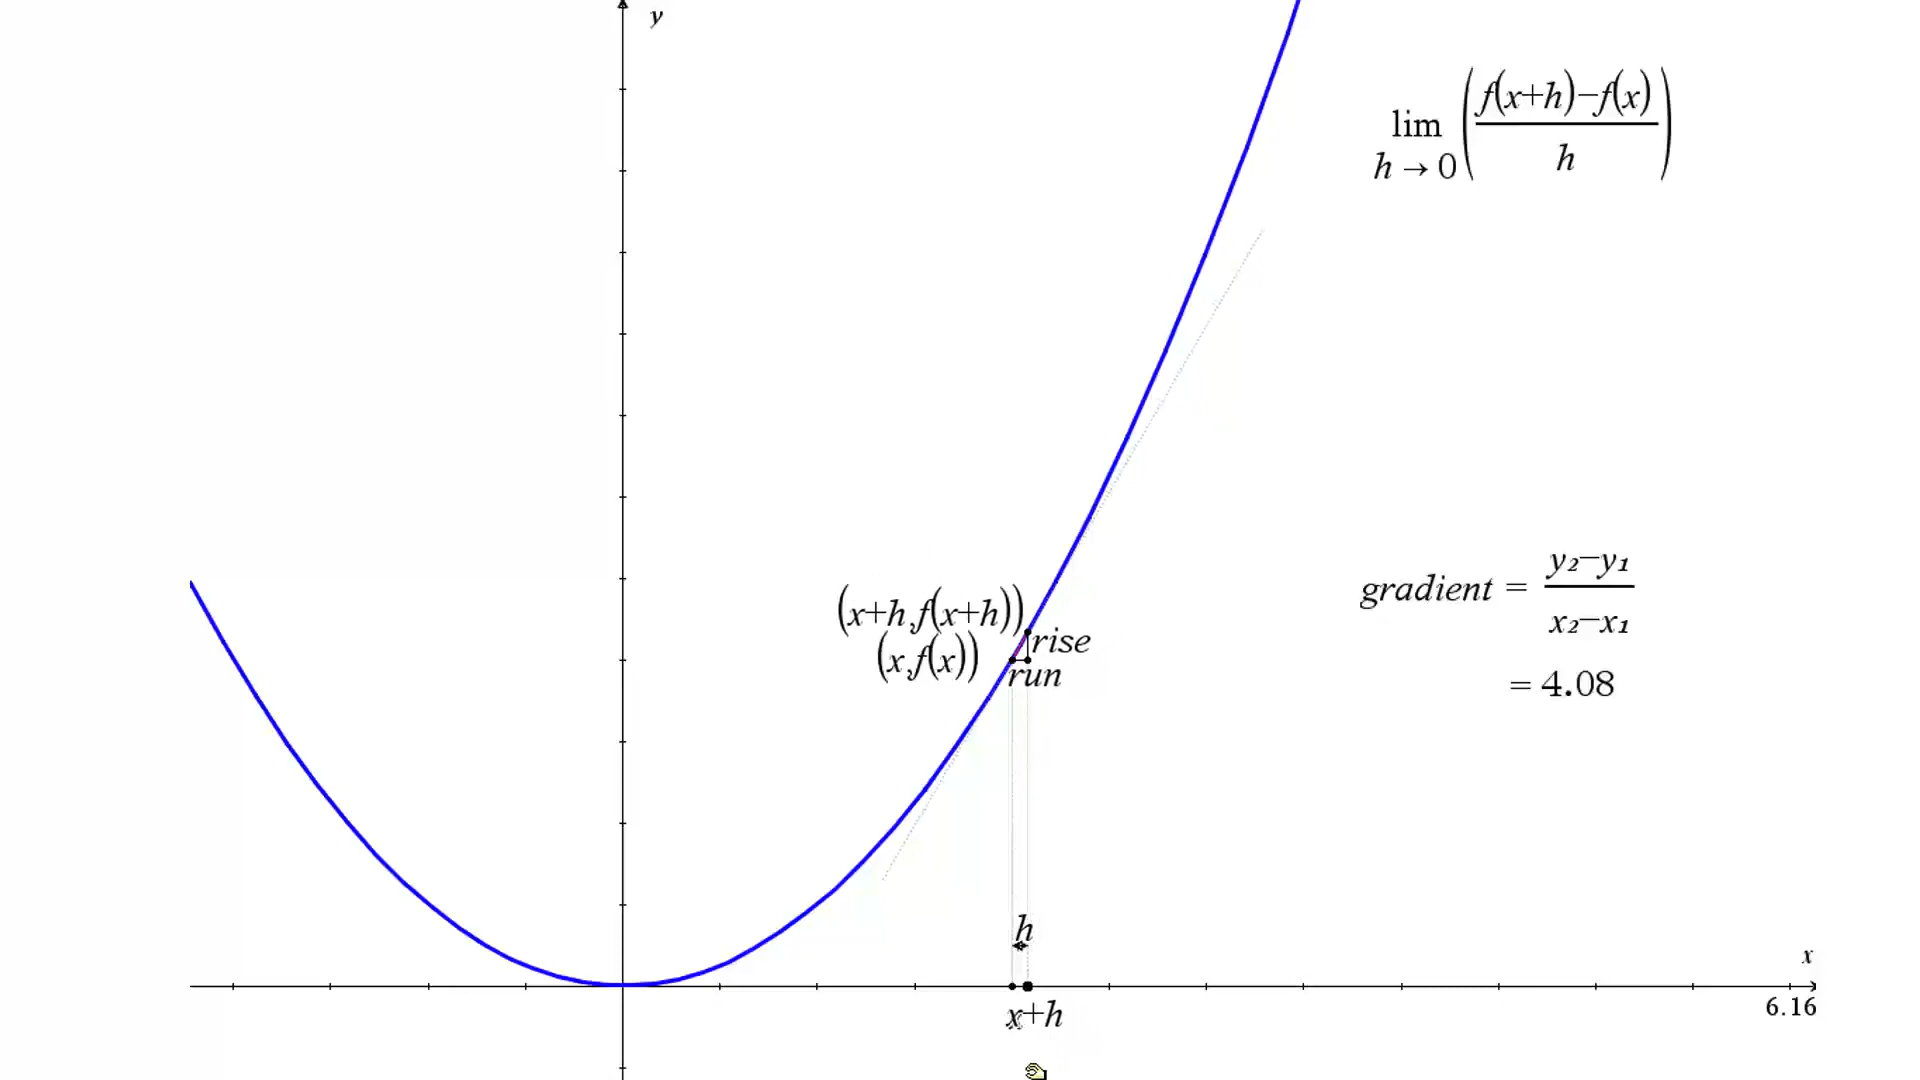 y
lim h → 0 (f(x+h)−f(x) / h)
gradient = y₂−y₁ / x₂−x₁
(x+h,f(x+h))
rise
(x,f(x))
run
= 4.08
h
x
6.16
x+h